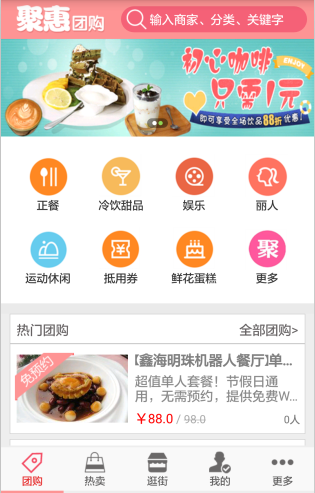 聚惠团购
输入商家、分类、关键字
初心咖啡
ENJOY
只需1元
即可享受全场饮品88折优惠!
正餐
冷饮甜品
娱乐
丽人
运动休闲
抵用券
鲜花蛋糕
聚
更多
热门团购
全部团购>
免预约
[鑫海明珠机器人餐厅]单...
超值单人套餐！节假日通
用，无需预约，提供免费W...
￥88.0 / 98.0
0人
团购
热卖
逛街
我的
更多